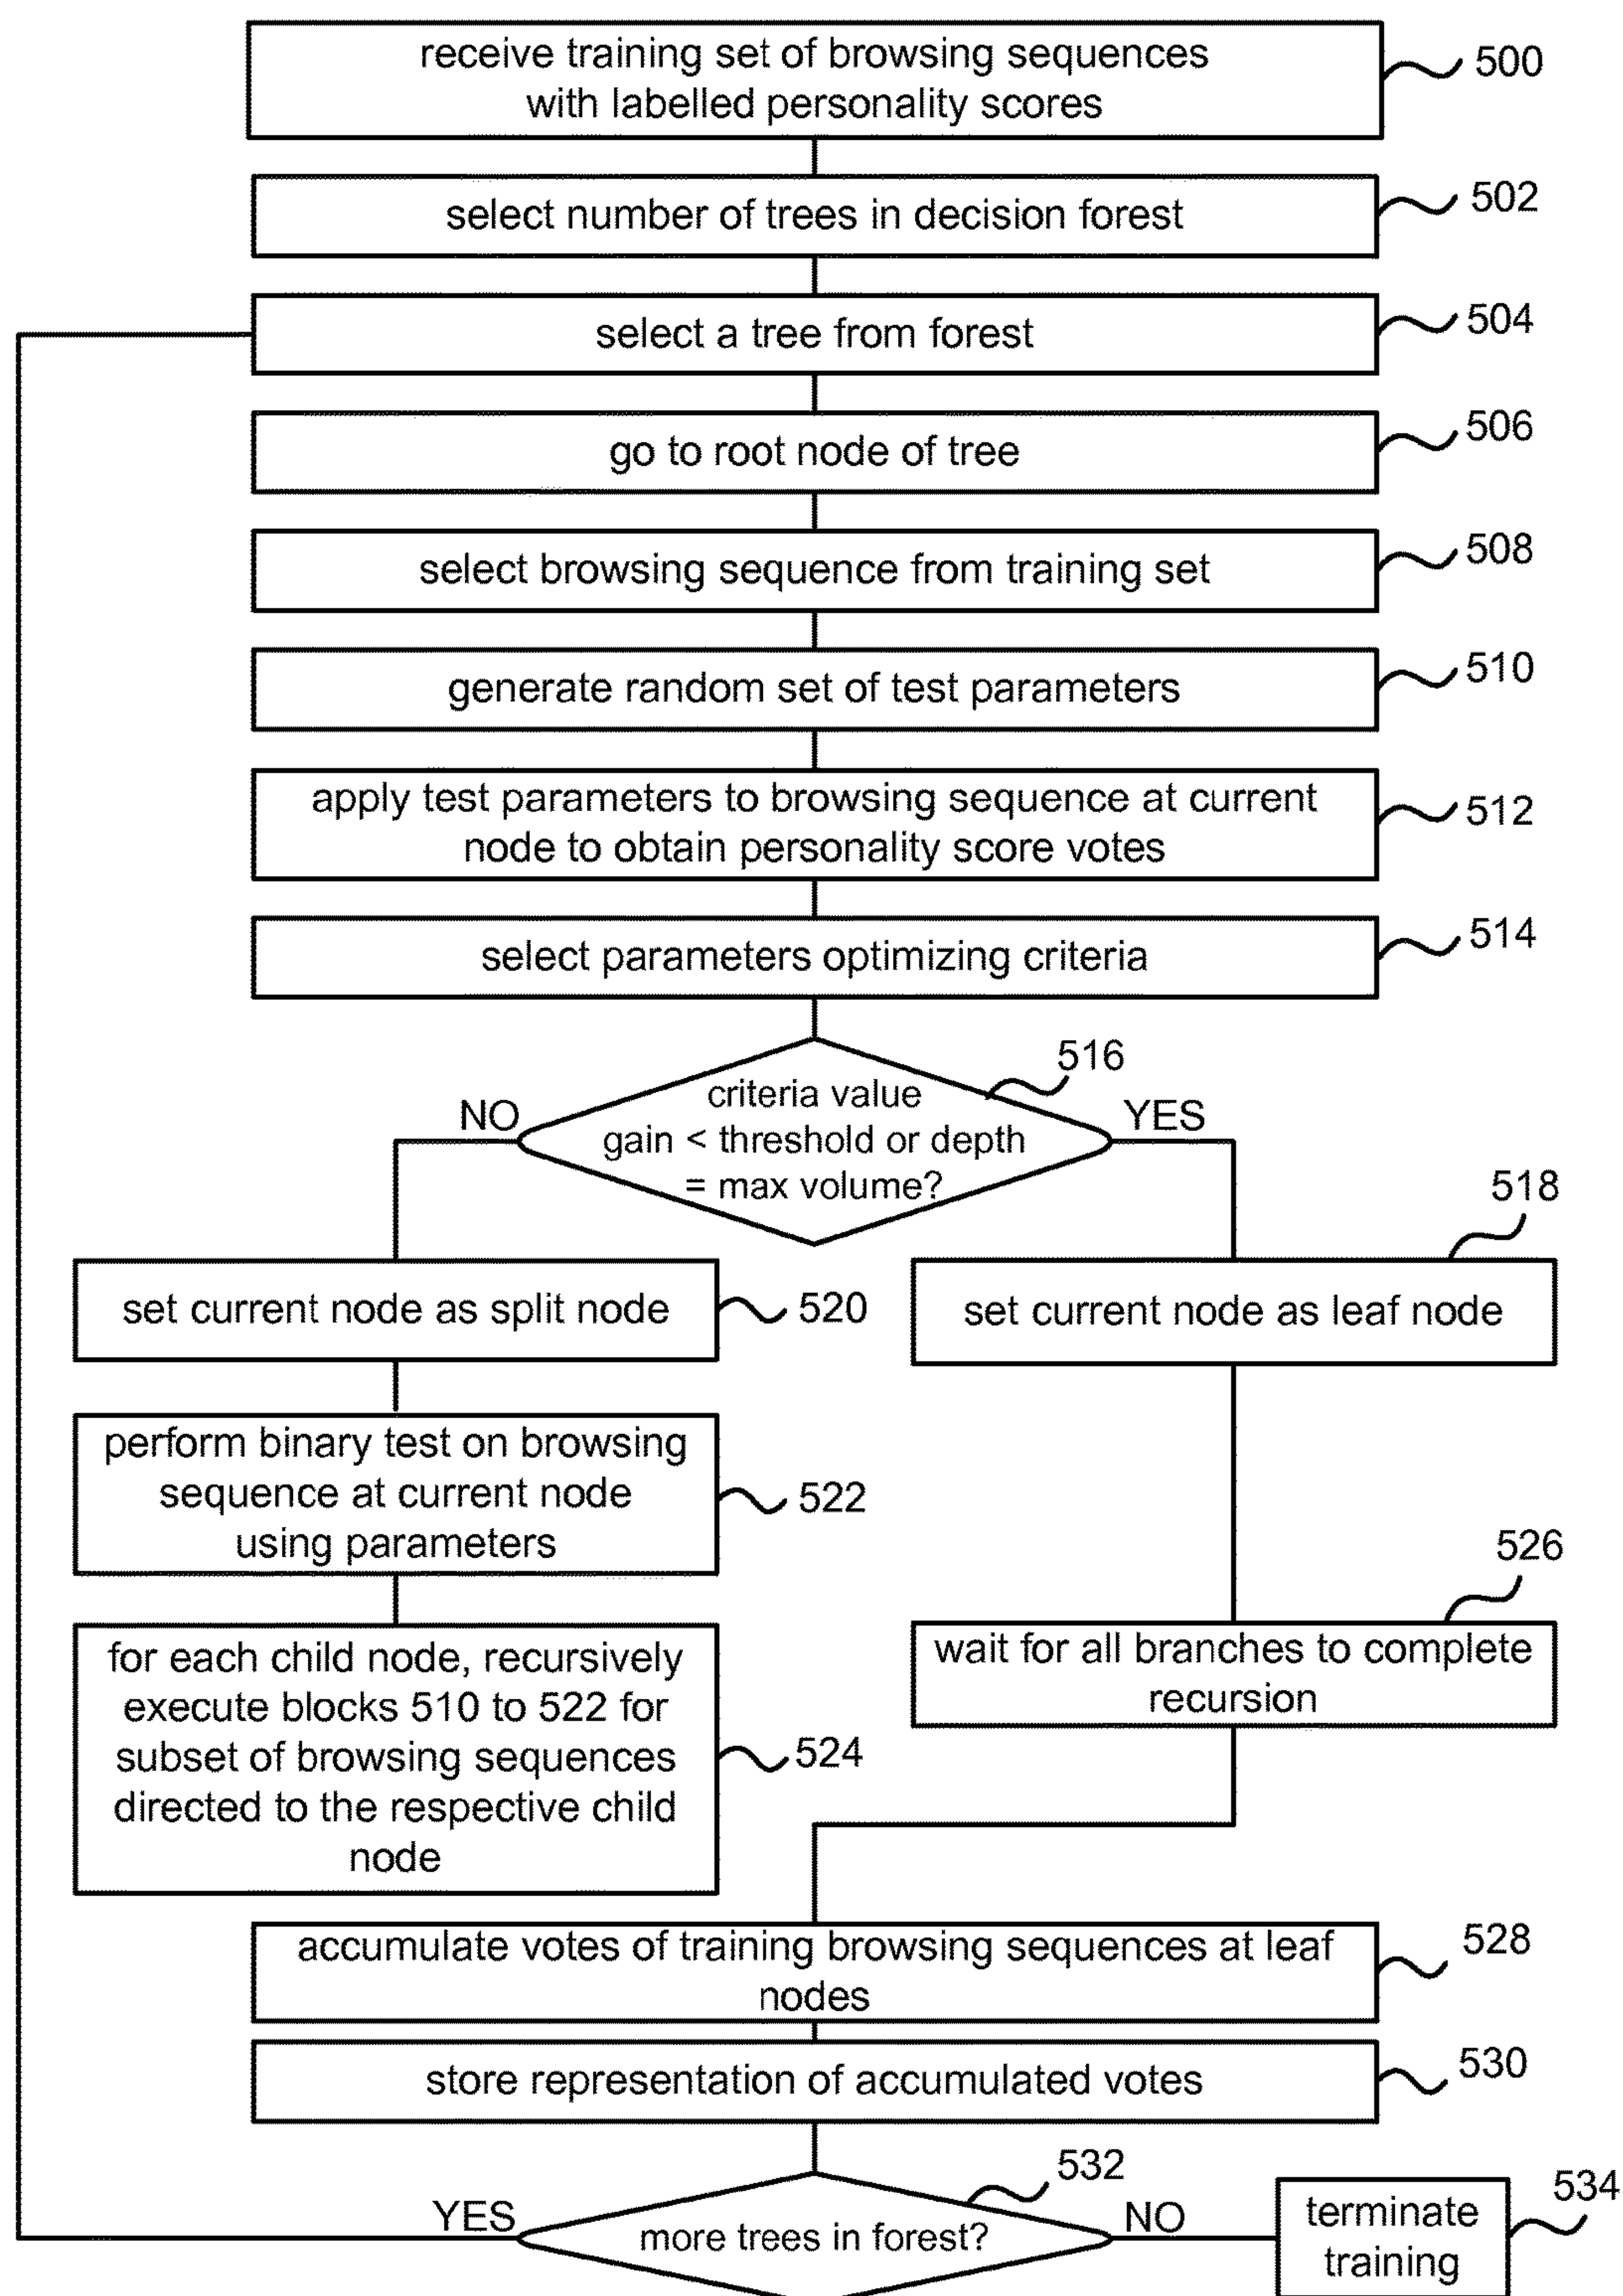 receive training set of browsing sequences
with labelled personality scores
500
select number of trees in decision forest
502
select a tree from forest
504
go to root node of tree
506
select browsing sequence from training set
508
generate random set of test parameters
510
apply test parameters to browsing sequence at current
node to obtain personality score votes
512
select parameters optimizing criteria
514
516
criteria value
gain < threshold or depth
= max volume?
NO
YES
518
set current node as split node
520
set current node as leaf node
perform binary test on browsing
sequence at current node
using parameters
522
526
for each child node, recursively
execute blocks 510 to 522 for
subset of browsing sequences
directed to the respective child
node
524
wait for all branches to complete
recursion
accumulate votes of training browsing sequences at leaf
nodes
528
store representation of accumulated votes
530
532
YES
more trees in forest?
NO
terminate
training
534